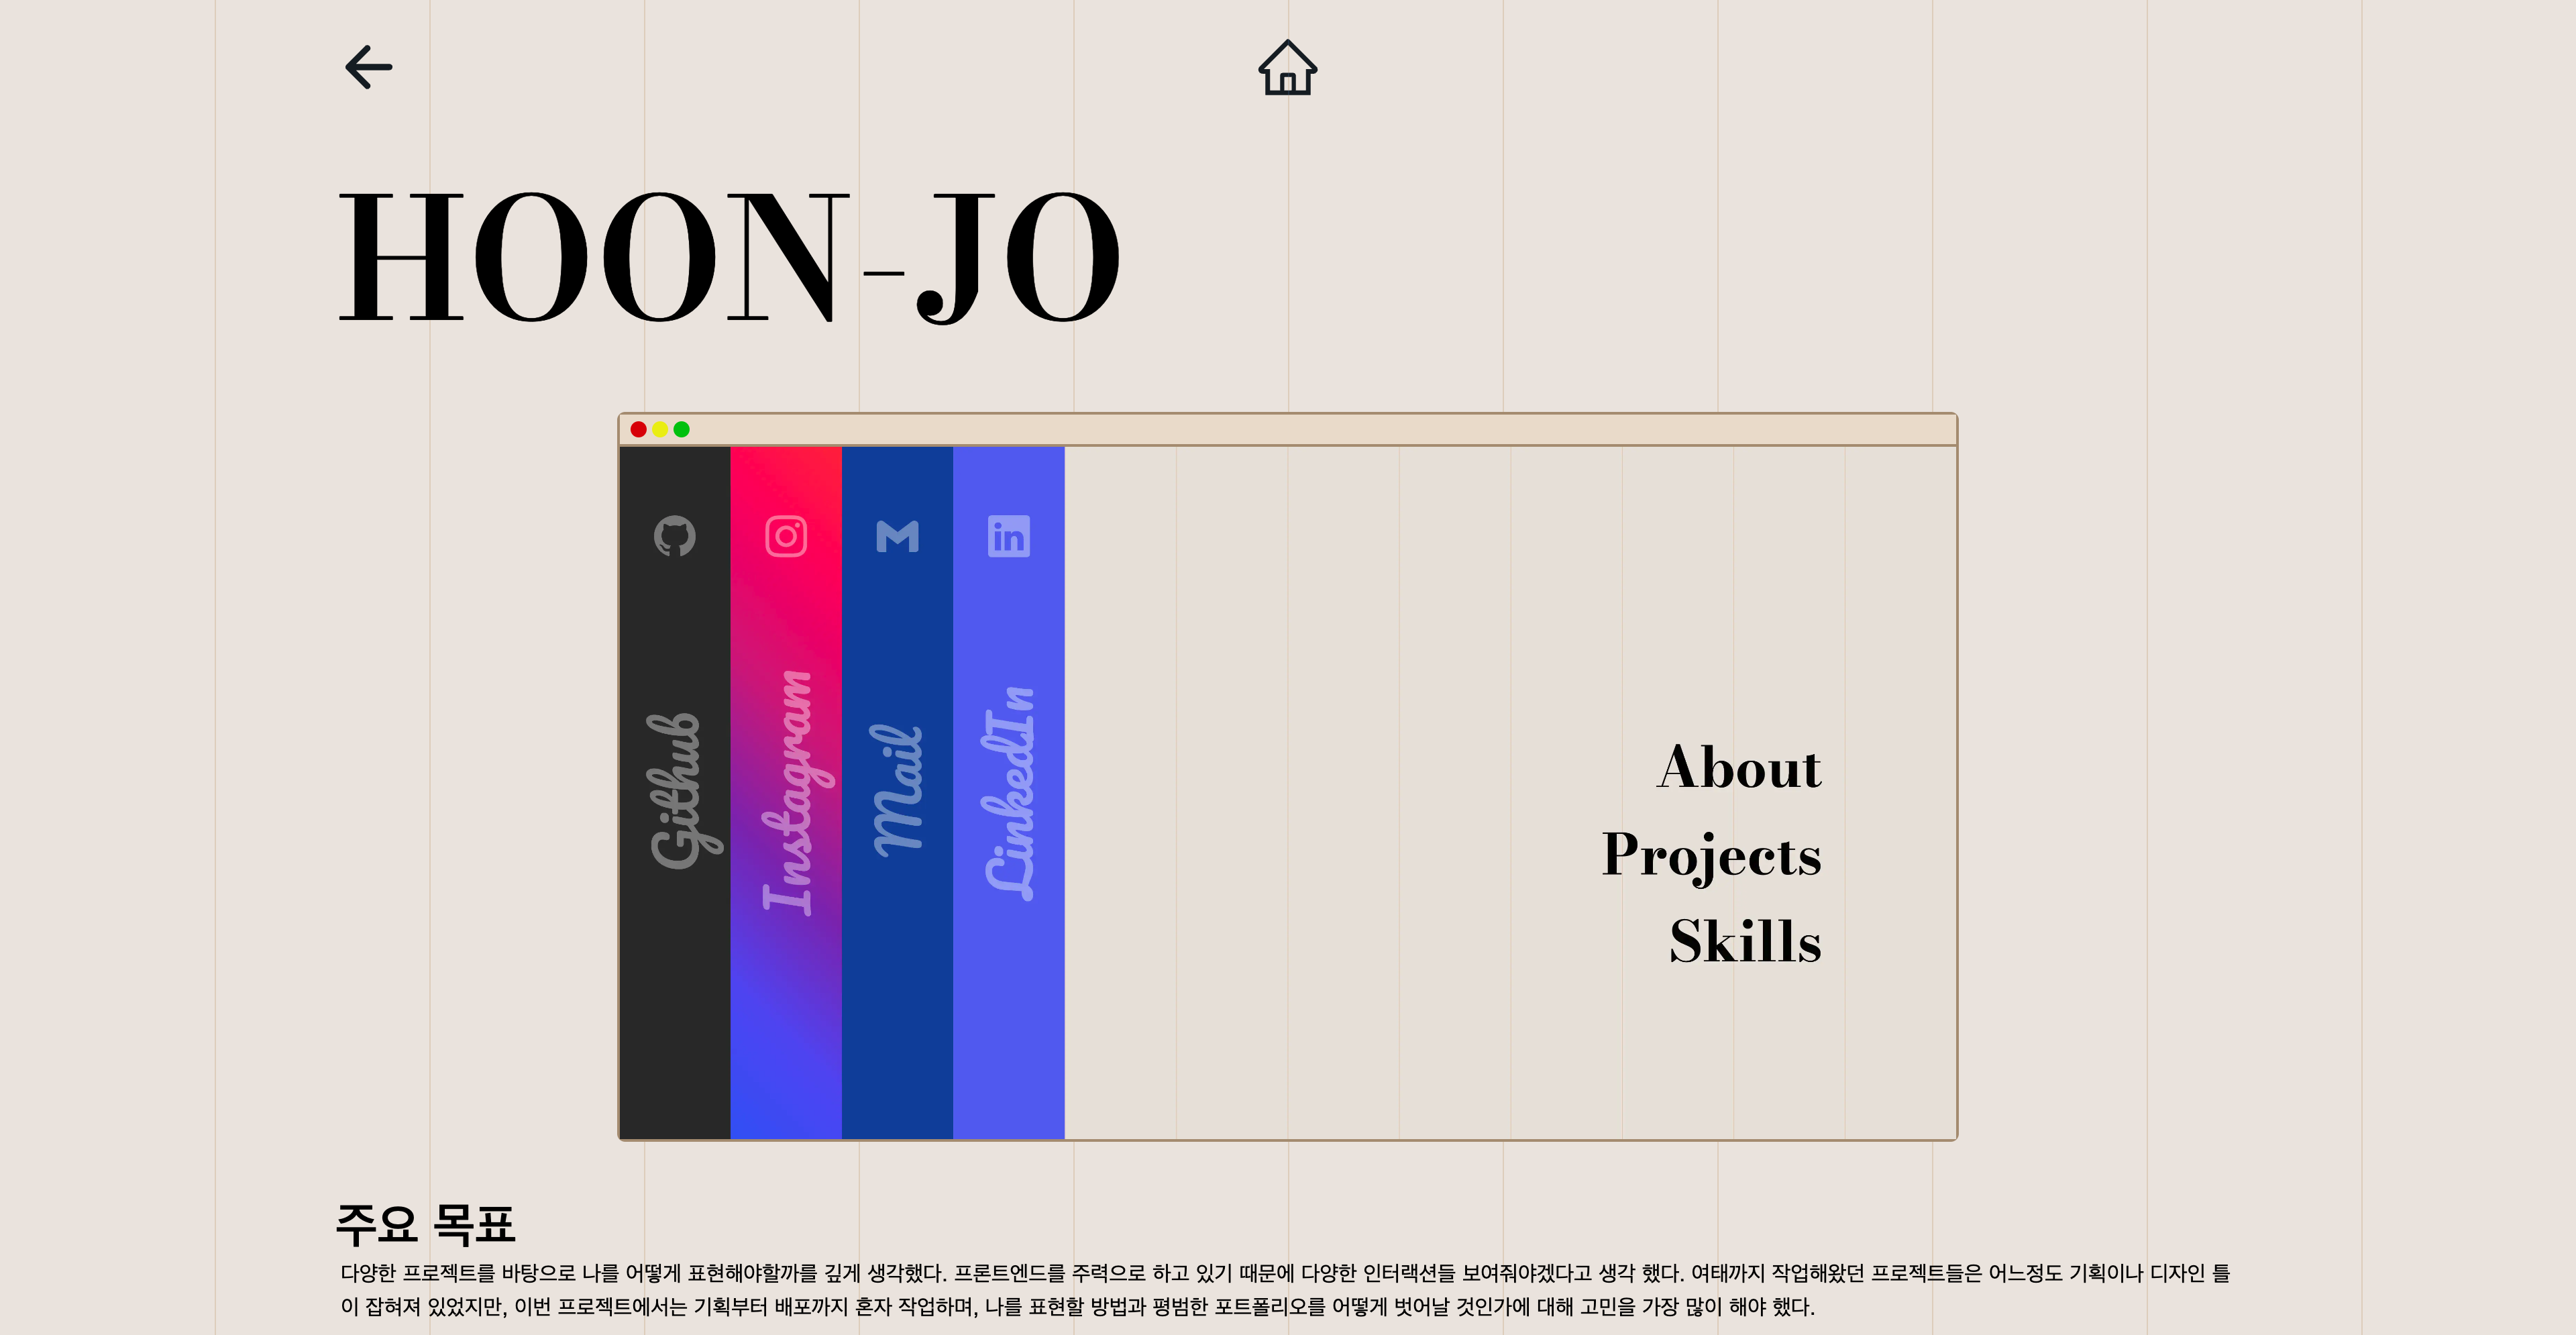 HOON-JO
Github
Instagram
Mail
LinkedIn
About
Projects
Skills
주요 목표
다양한 프로젝트를 바탕으로 나를 어떻게 표현해야할까를 깊게 생각했다. 프론트엔드를 주력으로 하고 있기 때문에 다양한 인터랙션들 보여줘야겠다고 생각 했다. 여태까지 작업해왔던 프로젝트들은 어느정도 기획이나 디자인 틀
이 잡혀져 있었지만, 이번 프로젝트에서는 기획부터 배포까지 혼자 작업하며, 나를 표현할 방법과 평범한 포트폴리오를 어떻게 벗어날 것인가에 대해 고민을 가장 많이 해야 했다.